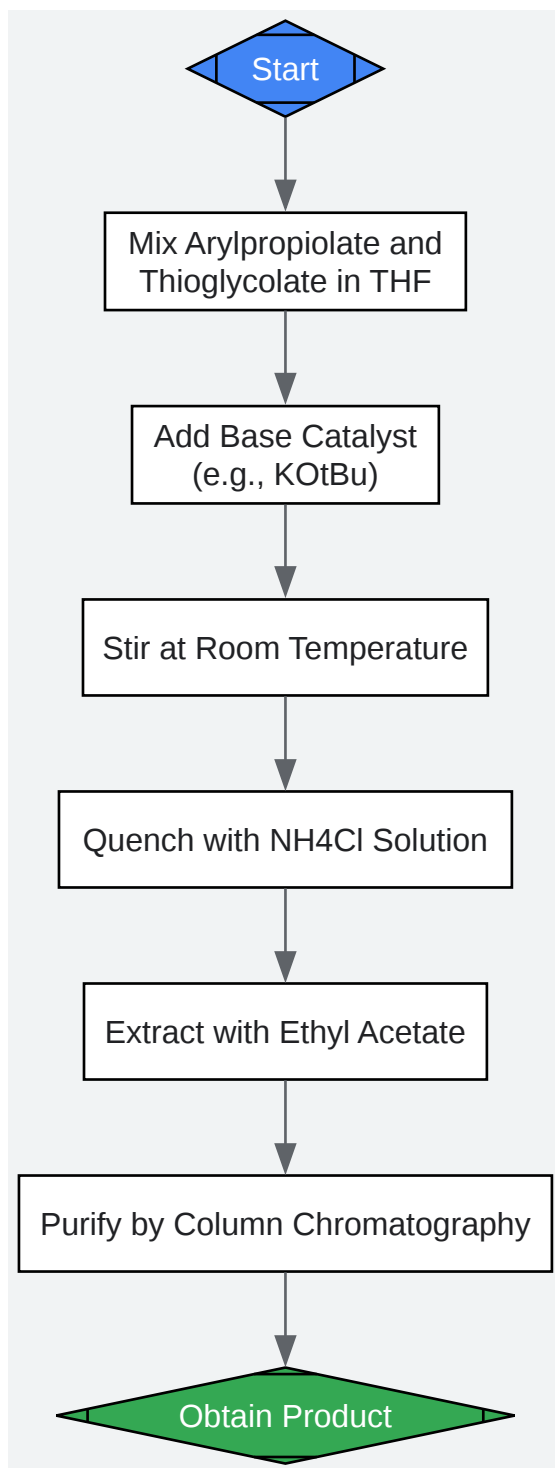 Start
Mix Arylpropiolate and
Thioglycolate in THF
Add Base Catalyst
(e.g., KOtBu)
Stir at Room Temperature
Quench with NH4Cl Solution
Extract with Ethyl Acetate
Purify by Column Chromatography
Obtain Product